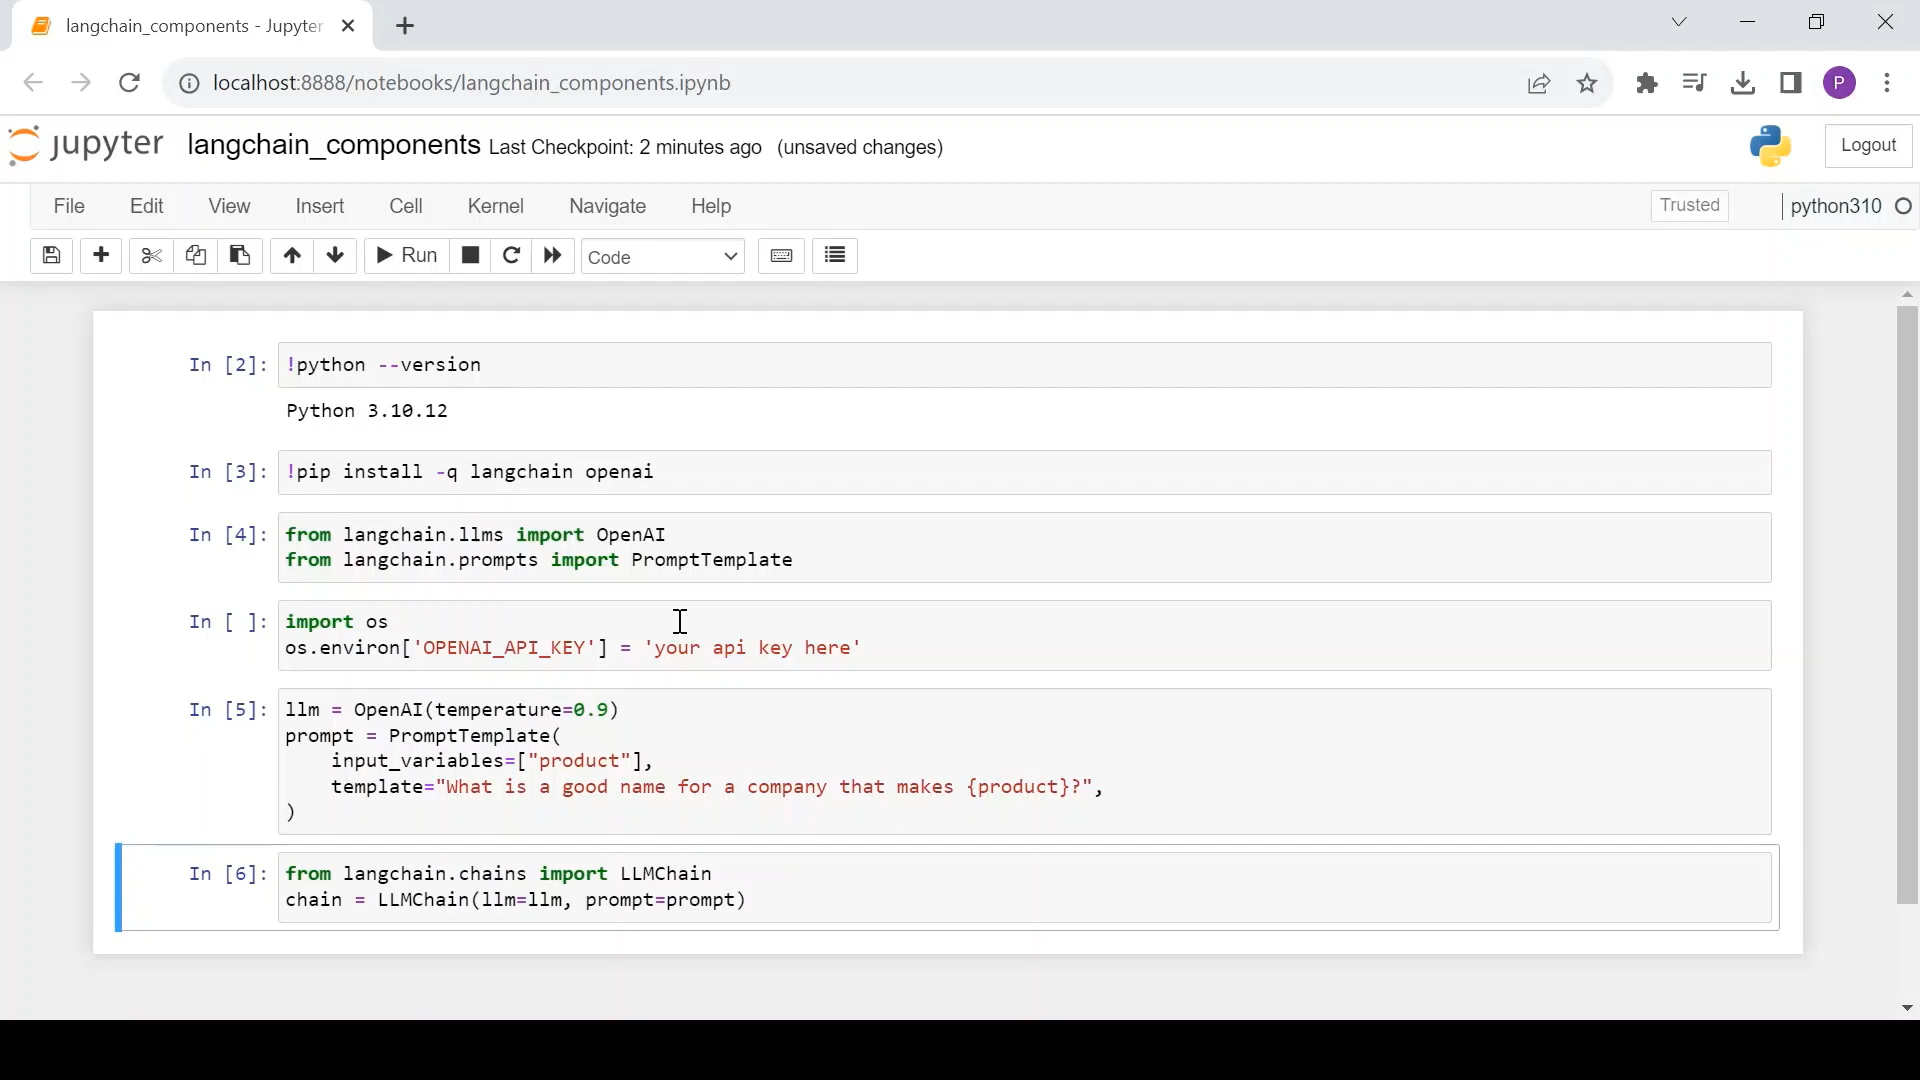 langchain_components - Jupyter
localhost:8888/notebooks/langchain_components.ipynb
P
jupyter langchain_components Last Checkpoint: 2 minutes ago (unsaved changes)
Logout
File Edit View Insert Cell Kernel Navigate Help
Trusted
python310
Run
Code
In [2]: !python --version
Python 3.10.12
In [3]: !pip install -q langchain openai
In [4]: from langchain.llms import OpenAI
from langchain.prompts import PromptTemplate
In [ ]: import os
os.environ['OPENAI_API_KEY'] = 'your api key here'
In [5]: llm = OpenAI(temperature=0.9)
prompt = PromptTemplate(
    input_variables=["product"],
    template="What is a good name for a company that makes {product}?",
)
In [6]: from langchain.chains import LLMChain
chain = LLMChain(llm=llm, prompt=prompt)